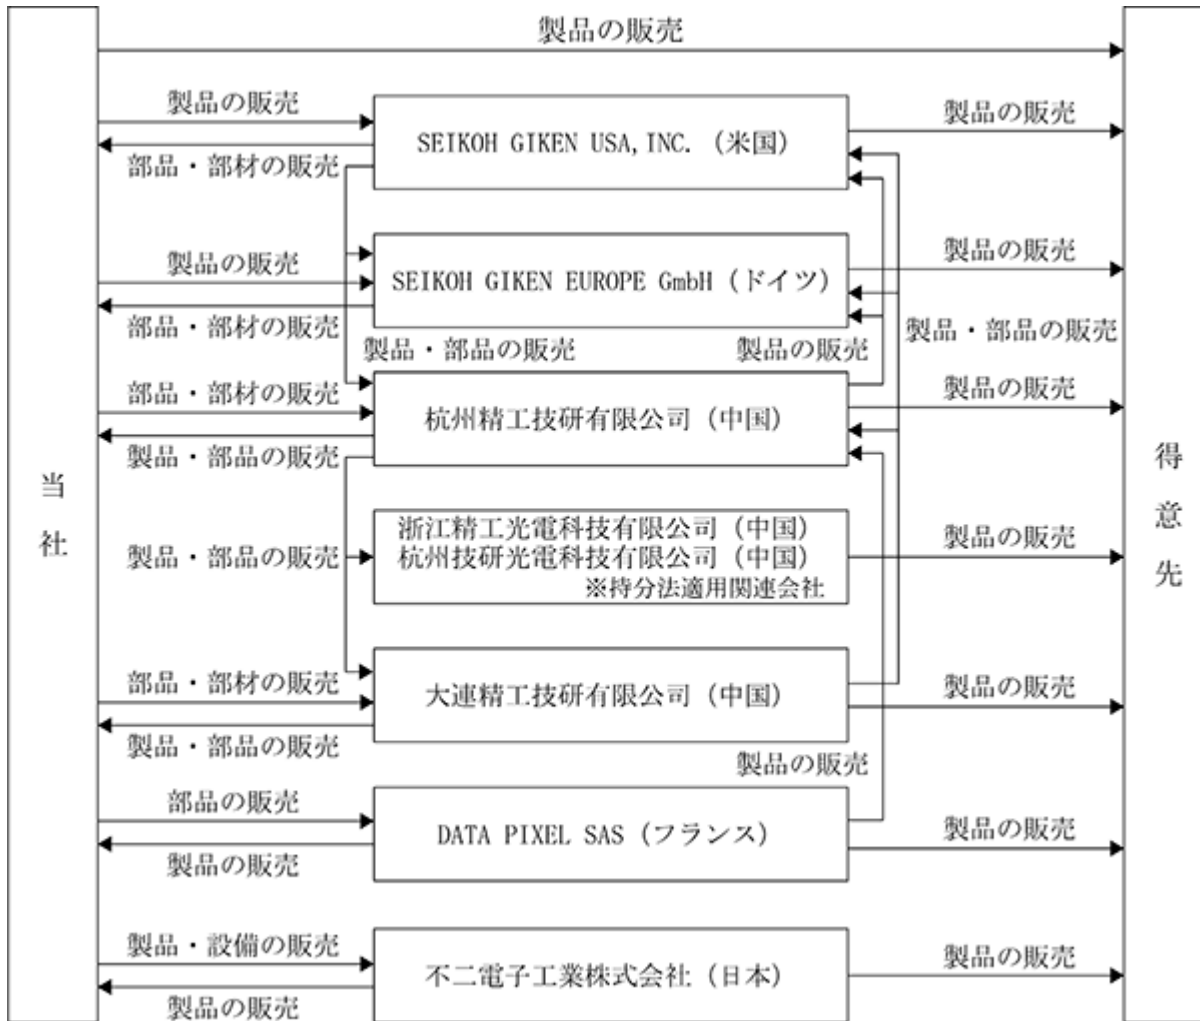 製品の販売
製品の販売
SEIKOH GIKEN USA, INC. (米国)
製品の販売
部品・部材の販売
製品の販売
SEIKOH GIKEN EUROPE GmbH (ドイツ)
製品の販売
部品・部材の販売
製品・部品の販売
製品の販売
製品・部品の販売
部品・部材の販売
杭州精工技研有限公司 (中国)
製品の販売
製品・部品の販売
当社
得意先
浙江精工光電科技有限公司 (中国)
杭州技研光電科技有限公司 (中国)
※持分法適用関連会社
製品・部品の販売
製品の販売
部品・部材の販売
大連精工技研有限公司 (中国)
製品の販売
製品・部品の販売
製品の販売
部品の販売
DATA PIXEL SAS (フランス)
製品の販売
製品の販売
製品・設備の販売
不二電子工業株式会社 (日本)
製品の販売
製品の販売